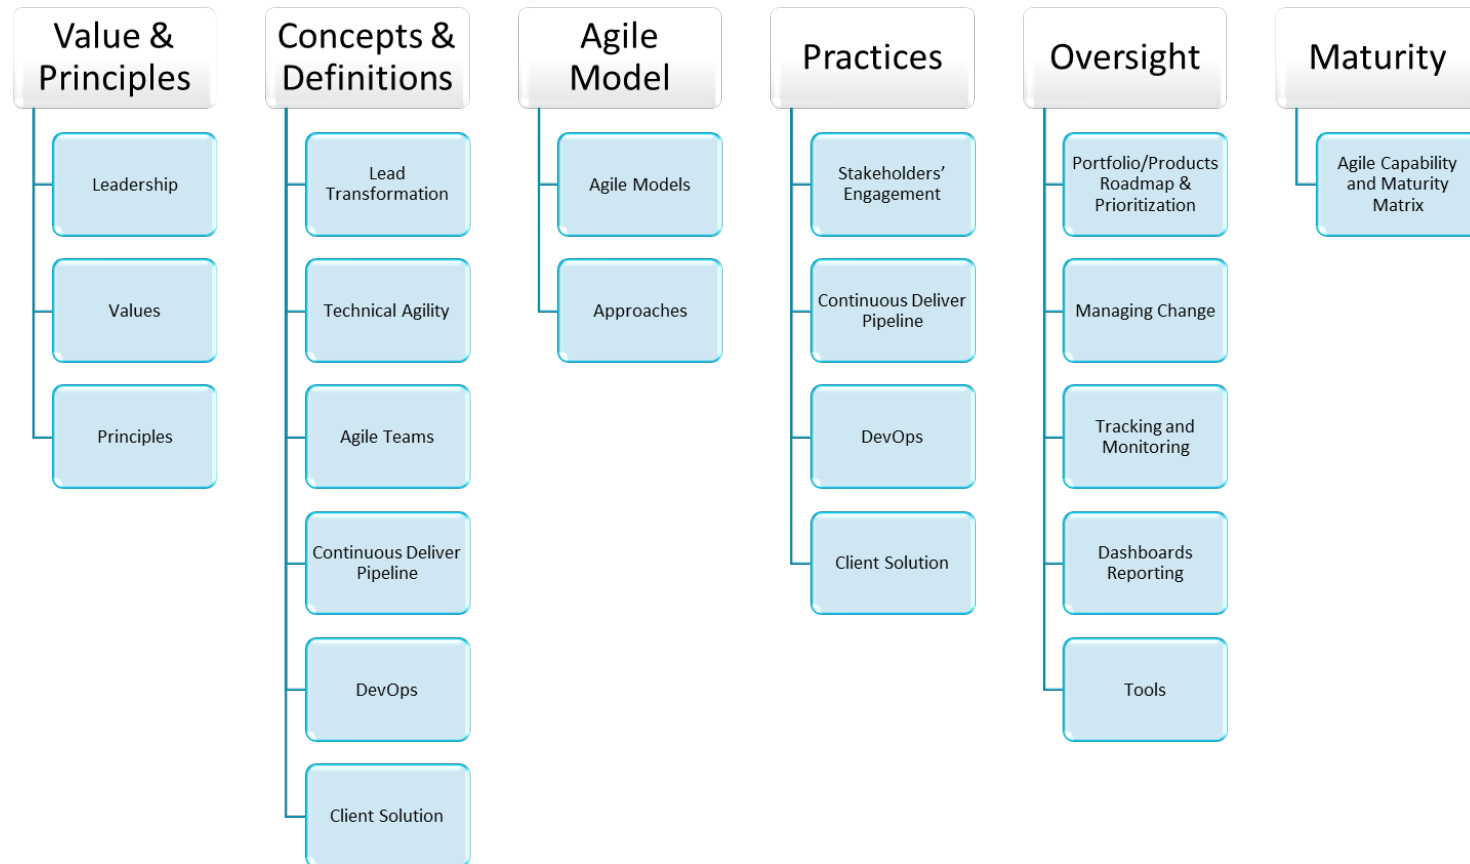 Value &
Principles
Leadership
Values
Principles
Concepts &
Definitions
Lead
Transformation
Technical Agility
Agile Teams
Continuous Deliver
Pipeline
DevOps
Client Solution
Agile
Model
Agile Models
Approaches
Practices
Stakeholders’
Engagement
Continuous Deliver
Pipeline
DevOps
Client Solution
Oversight
Portfolio/Products
Roadmap &
Prioritization
Managing Change
Tracking and
Monitoring
Dashboards
Reporting
Tools
Maturity
Agile Capability
and Maturity
Matrix